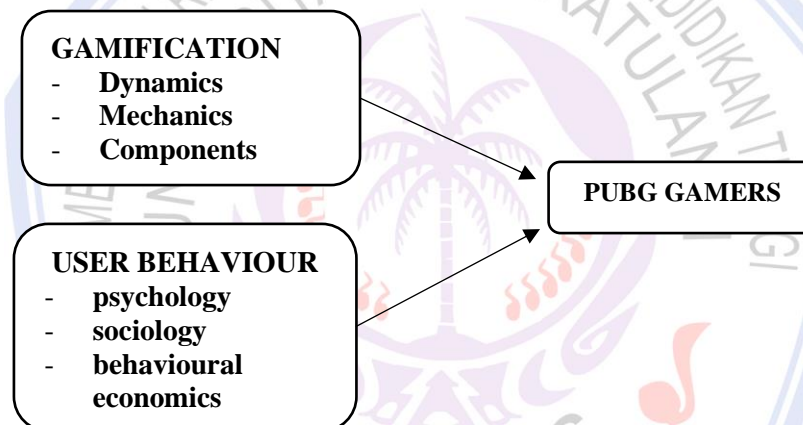 GAMIFICATION
- Dynamics
- Mechanics
- Components
PUBG GAMERS
USER BEHAVIOUR
- psychology
- sociology
- behavioural
economics